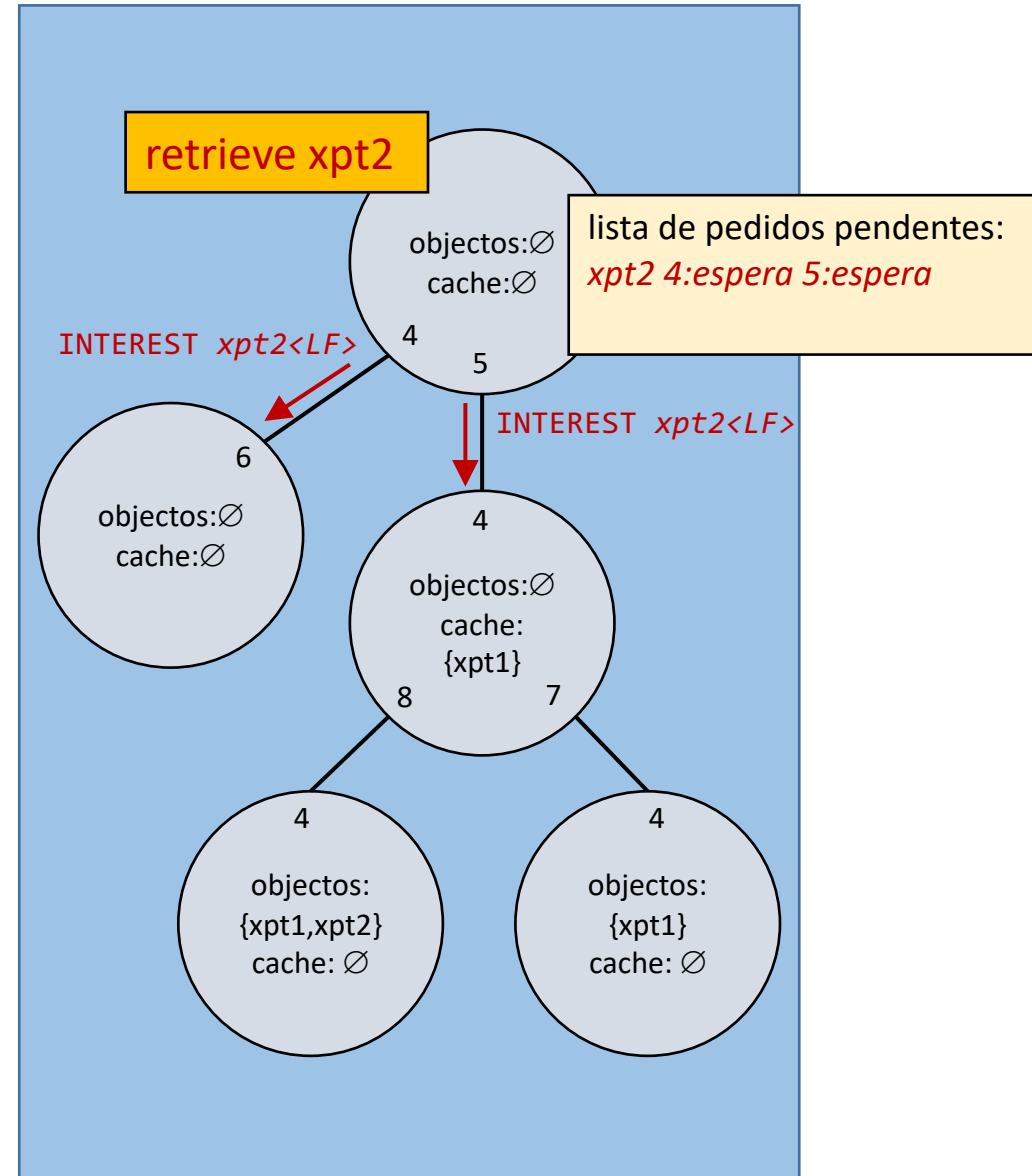 retrieve xpt2
objectos:∅
cache:∅
lista de pedidos pendentes:
xpt2 4:espera 5:espera
4
5
INTEREST xpt2<LF>
INTEREST xpt2<LF>
6
objectos:∅
cache:∅
4
objectos:∅
cache:
{xpt1}
8
7
4
objectos:
{xpt1,xpt2}
cache: ∅
4
objectos:
{xpt1}
cache: ∅